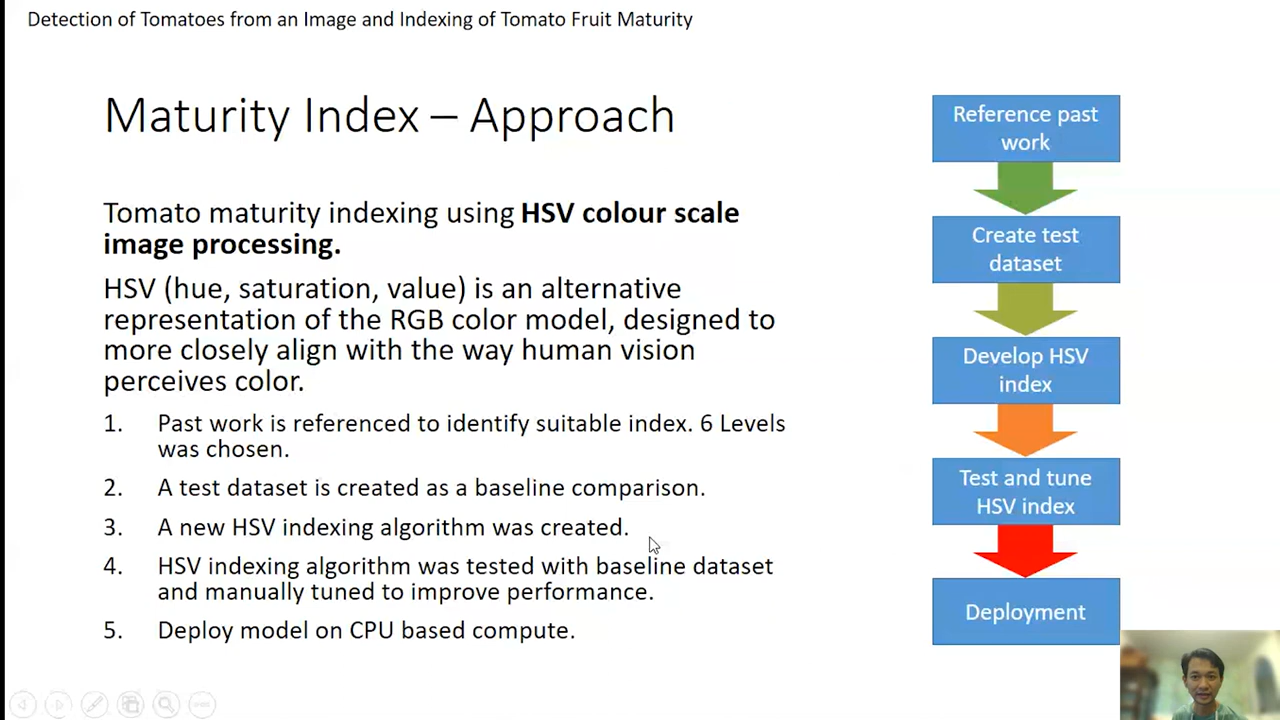 Detection of Tomatoes from an Image and Indexing of Tomato Fruit Maturity
Maturity Index – Approach
Tomato maturity indexing using HSV colour scale
image processing.
HSV (hue, saturation, value) is an alternative
representation of the RGB color model, designed to
more closely align with the way human vision
perceives color.
1. Past work is referenced to identify suitable index. 6 Levels
was chosen.
2. A test dataset is created as a baseline comparison.
3. A new HSV indexing algorithm was created.
4. HSV indexing algorithm was tested with baseline dataset
and manually tuned to improve performance.
5. Deploy model on CPU based compute.
Reference past
work
Create test
dataset
Develop HSV
index
Test and tune
HSV index
Deployment